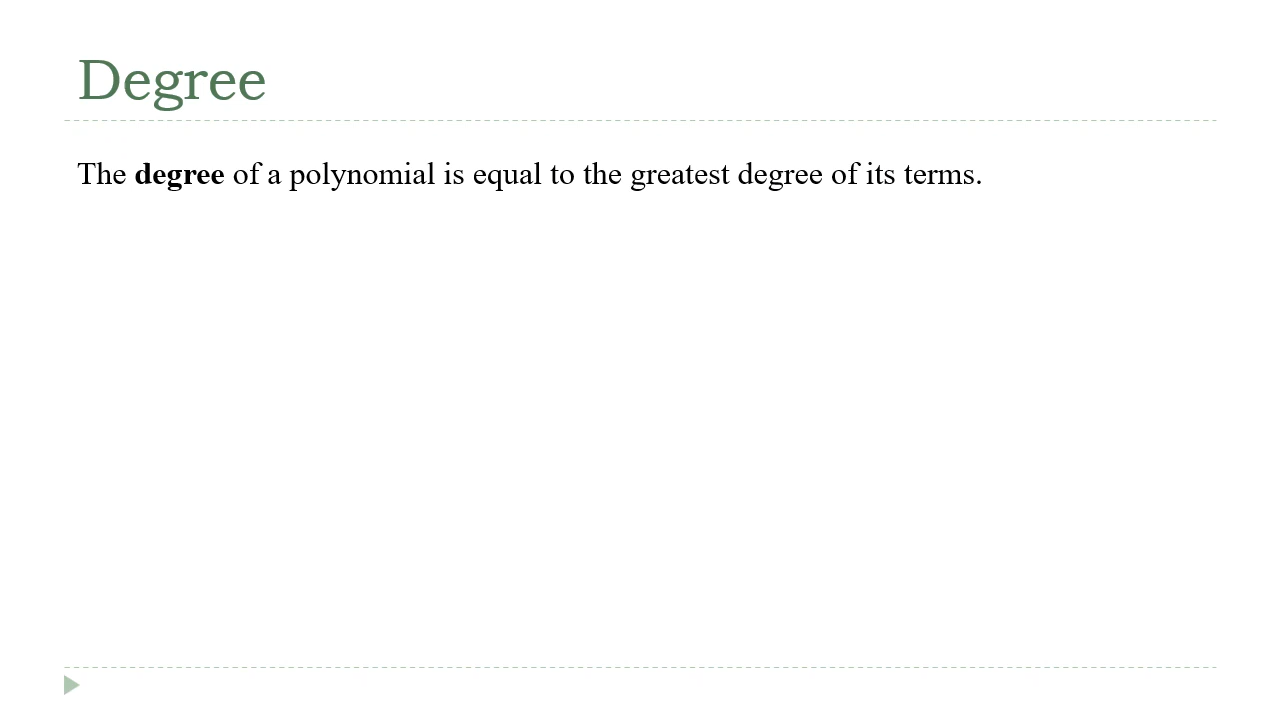 Degree
The degree of a polynomial is equal to the greatest degree of its terms.